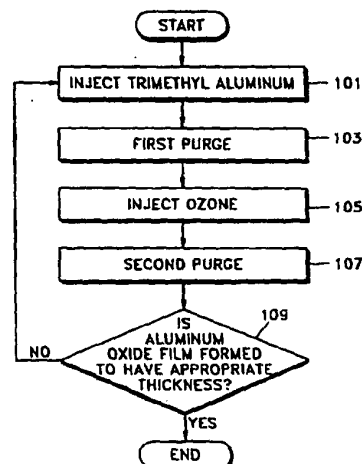 START
INJECT TRIMETHYL ALUMINUM
101
FIRST PURGE
103
INJECT OZONE
105
SECOND PURGE
107
109
IS
ALUMINUM
OXIDE FILM FORMED
TO HAVE APPROPRIATE
THICKNESS?
NO
YES
END